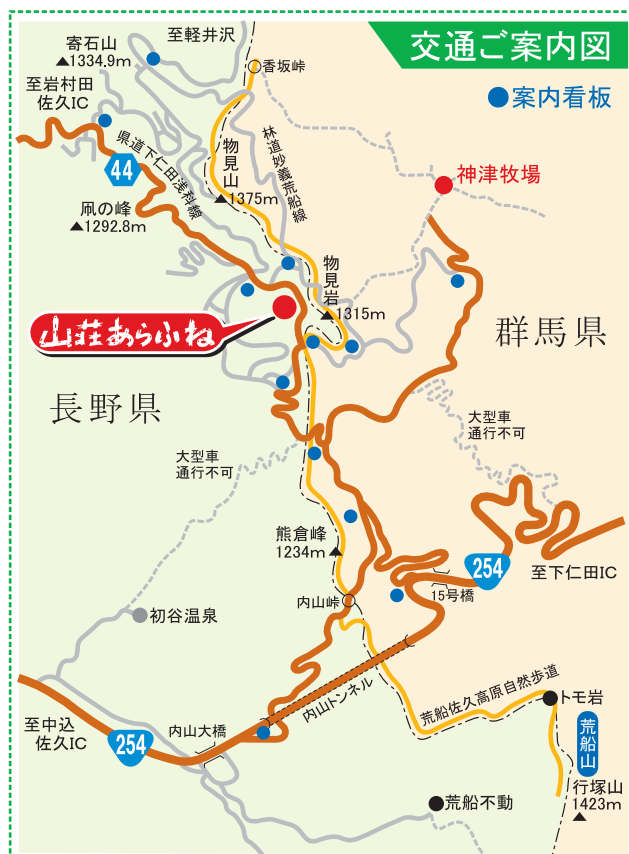 交通ご案内図
案内看板
至軽井沢
寄石山
▲1334.9m
香坂峠
至岩村田
佐久IC
県道下仁田浅科線
44
物見山
▲1375m
林道妙義荒船線
神津牧場
凧の峰
▲1292.8m
物見岩
▲1315m
山荘あらふね
群馬県
長野県
大型車
通行不可
大型車
通行不可
熊倉峰
1234m▲
254
至下仁田IC
15号橋
内山峠
初谷温泉
内山トンネル
荒船佐久高原自然歩道
トモ岩
至中込
佐久IC
254
内山大橋
荒船山
行塚山
1423m
▲
荒船不動